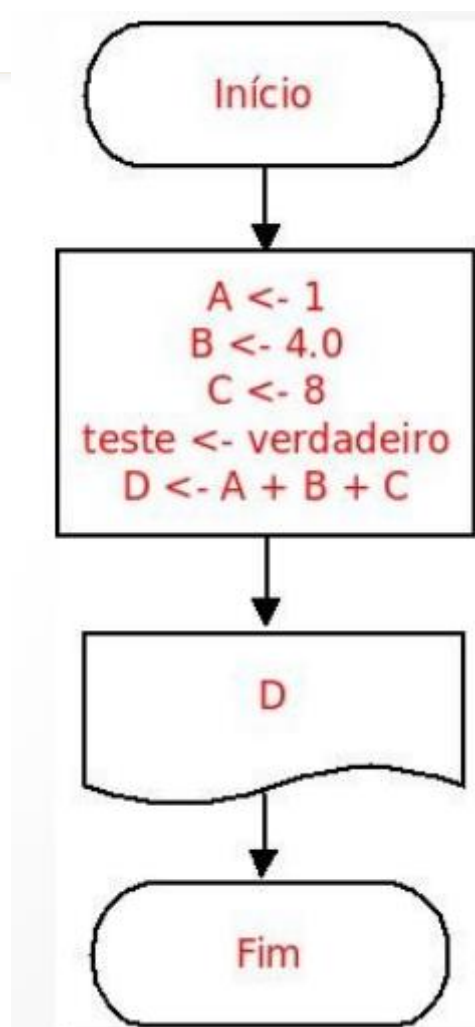 Início
A <- 1
B <- 4.0
C <- 8
teste <- verdadeiro
D <- A + B + C
D
Fim